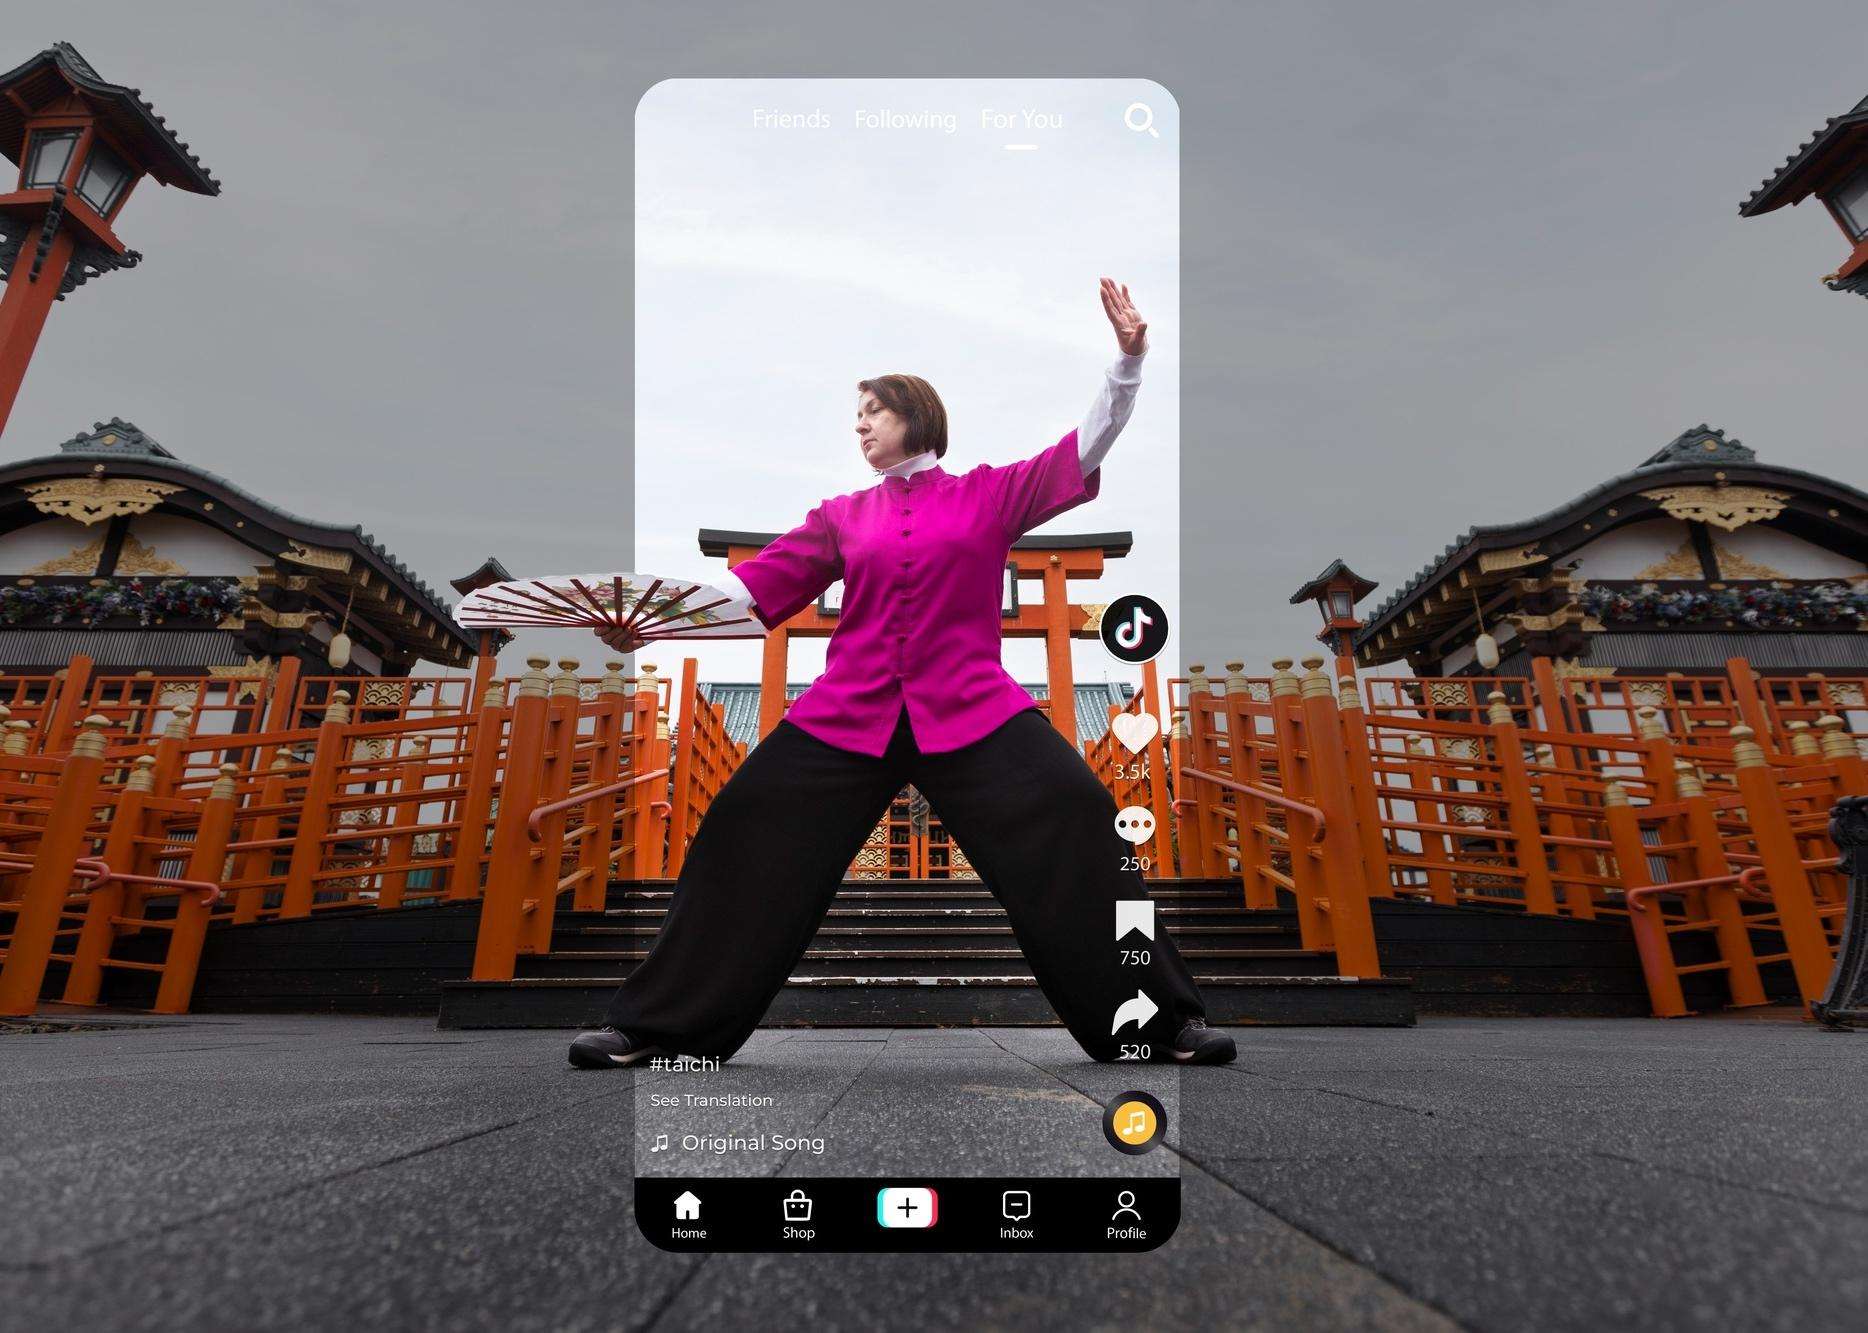 Friends Following For You
3.5k
250
750
520
#taichi
See Translation
Original Song
Home Shop Inbox Profile